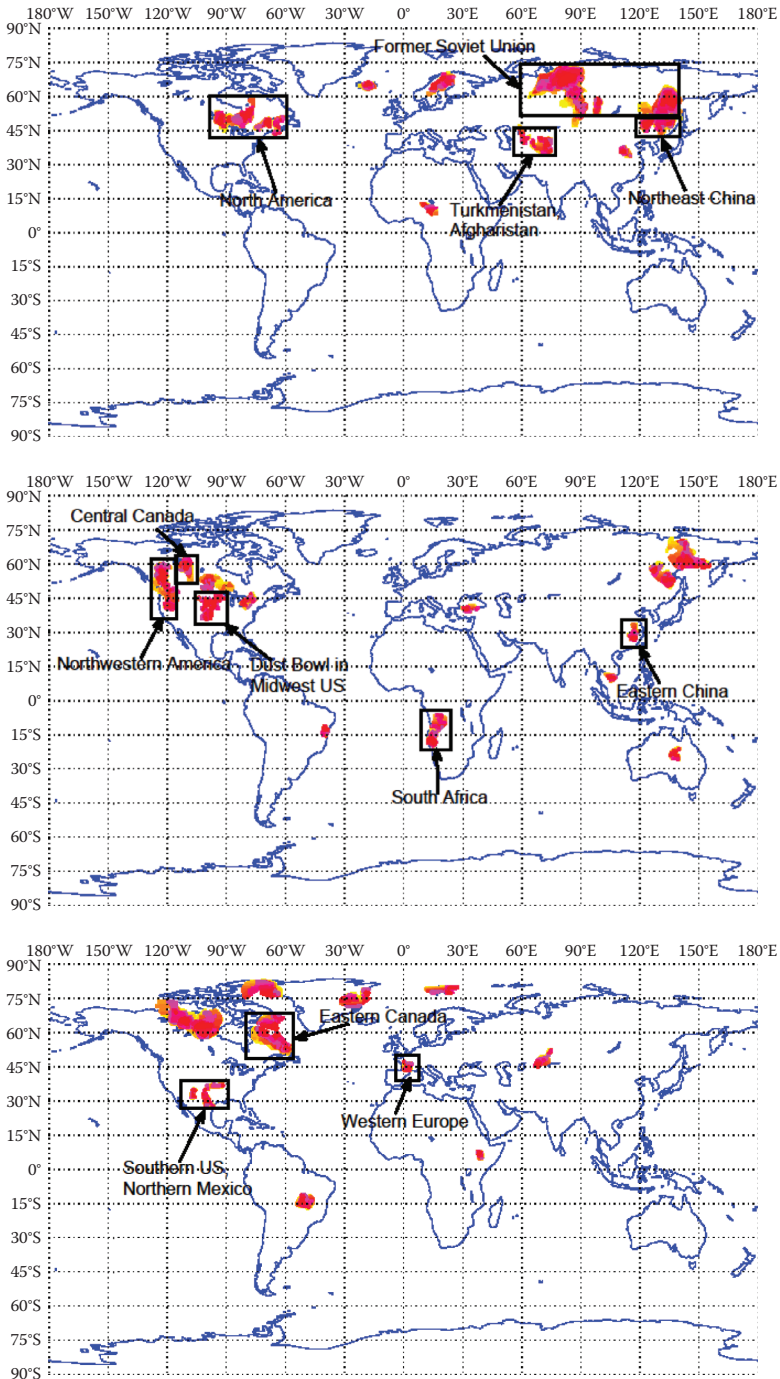 180°W 150°W 120°W 90°W 60°W 30°W 0° 30°E 60°E 90°E 120°E 150°E 180°E
90°N
Former Soviet Union
75°N
60°N
45°N
30°N
15°N
North America
Northeast China
Turkmenistan
Afgharistan
0°
15°S
30°S
45°S
60°S
75°S
90°S
180°W 150°W 120°W 90°W 60°W 30°W 0° 30°E 60°E 90°E 120°E 150°E 180°E
90°N
Central Canada
75°N
60°N
45°N
30°N
15°N
Northwestern America
Dust Bowl in
Midwest US
Eastern China
0°
15°S
30°S
South Africa
45°S
60°S
75°S
90°S
180°W 150°W 120°W 90°W 60°W 30°W 0° 30°E 60°E 90°E 120°E 150°E 180°E
90°N
75°N
Eastern Canada
60°N
45°N
30°N
Western Europe
15°N
0°
Southern US,
Northern Mexico
15°S
30°S
45°S
60°S
75°S
90°S